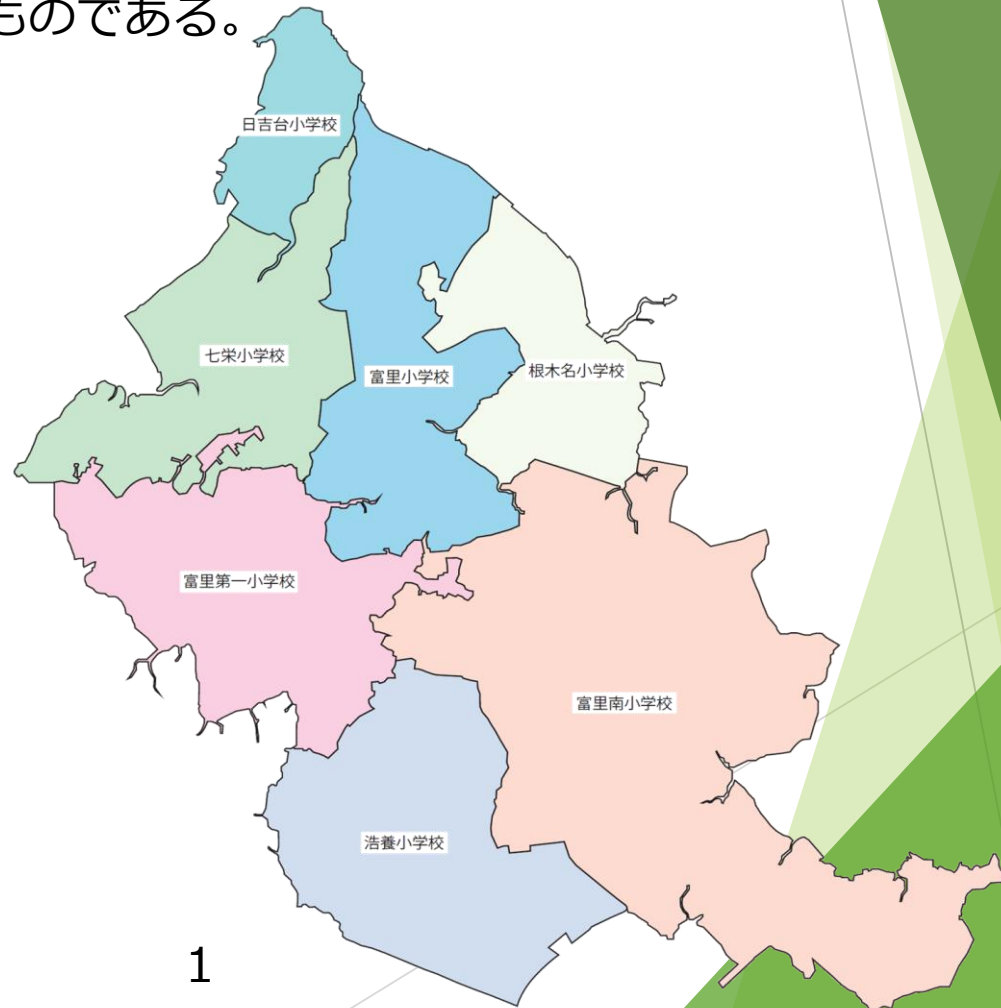 ものである。
日吉台小学校
七栄小学校
富里小学校
根木名小学校
富里第一小学校
富里南小学校
浩養小学校
1